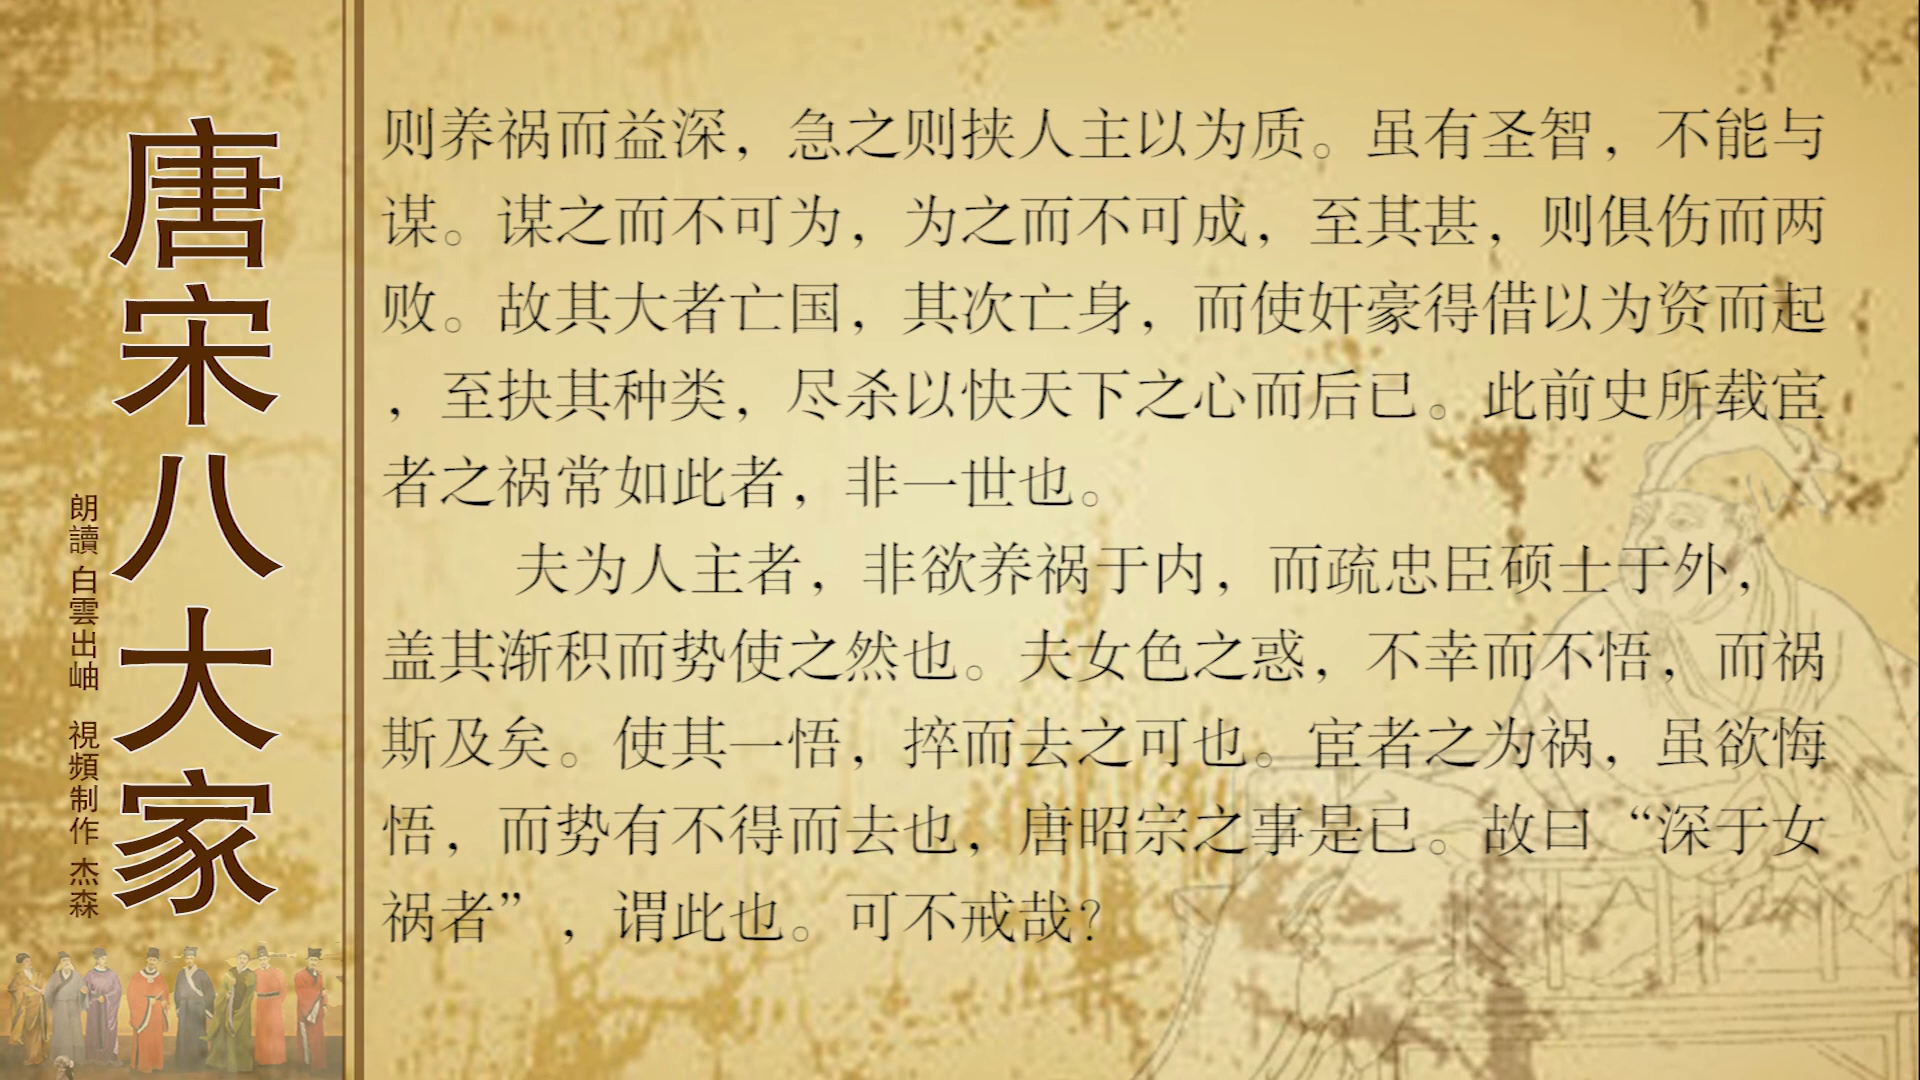 唐宋八大家
朗讀 白雲出岫 視頻制作 杰森
则养祸而益深，急之则挟人主以为质。虽有圣智，不能与
谋。谋之而不可为，为之而不可成，至其甚，则俱伤而两
败。故其大者亡国，其次亡身，而使奸豪得借以为资而起
，至抉其种类，尽杀以快天下之心而后已。此前史所载宦
者之祸常如此者，非一世也。
夫为人主者，非欲养祸于内，而疏忠臣硕士于外，
盖其渐积而势使之然也。夫女色之惑，不幸而不悟，而祸
斯及矣。使其一悟，捽而去之可也。宦者之为祸，虽欲悔
悟，而势有不得而去也，唐昭宗之事是已。故曰“深于女
祸者”，谓此也。可不戒哉？